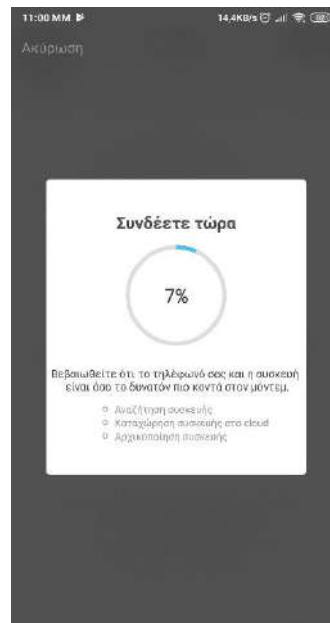 11:00 ΜΜ 14,4KB/s
Ακύρωση
Συνδέετε τώρα
7%
Βεβαιωθείτε ότι το τηλέφωνό σας και η συσκευή
είναι όσο το δυνατόν πιο κοντά στον μόντεμ.
Αναζήτηση συσκευής
Καταχώρηση συσκευής στο cloud
Αρχικοποίηση συσκευής